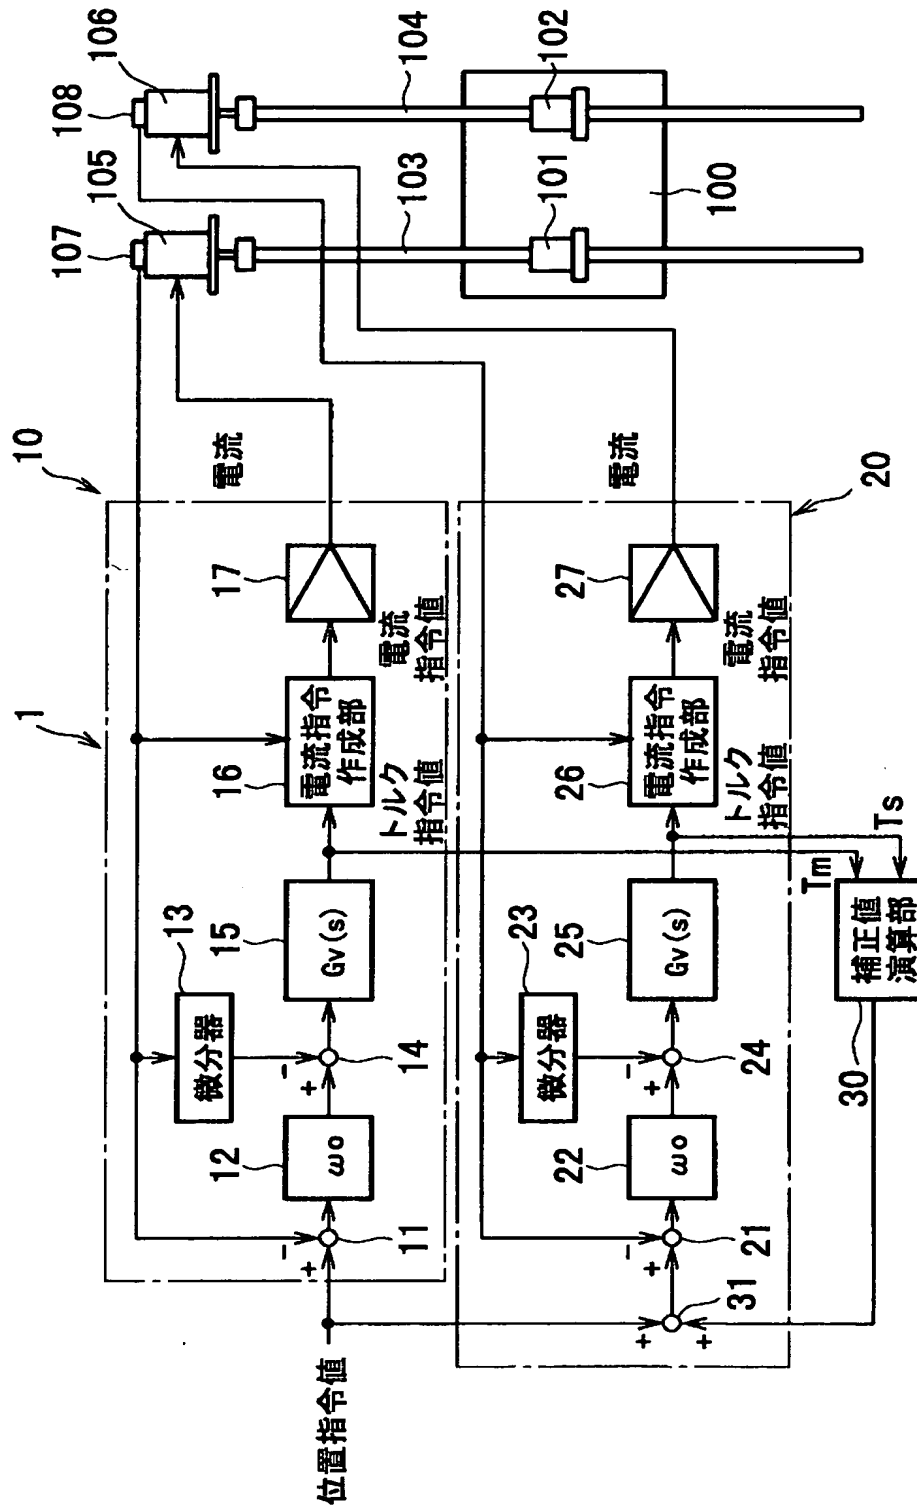 1
10
107
105
108
106
103
104
101
102
100
位置指令値
+
-
11
12
ωo
+
-
14
微分器
13
15
Gv(s)
トルク
指令値
16
電流指令
作成部
電流
指令値
17
電流
+
+
31
+
-
21
22
ωo
+
-
24
微分器
23
25
Gv(s)
トルク
指令値
26
電流指令
作成部
電流
指令値
27
電流
20
Tm
Ts
補正値
演算部
30